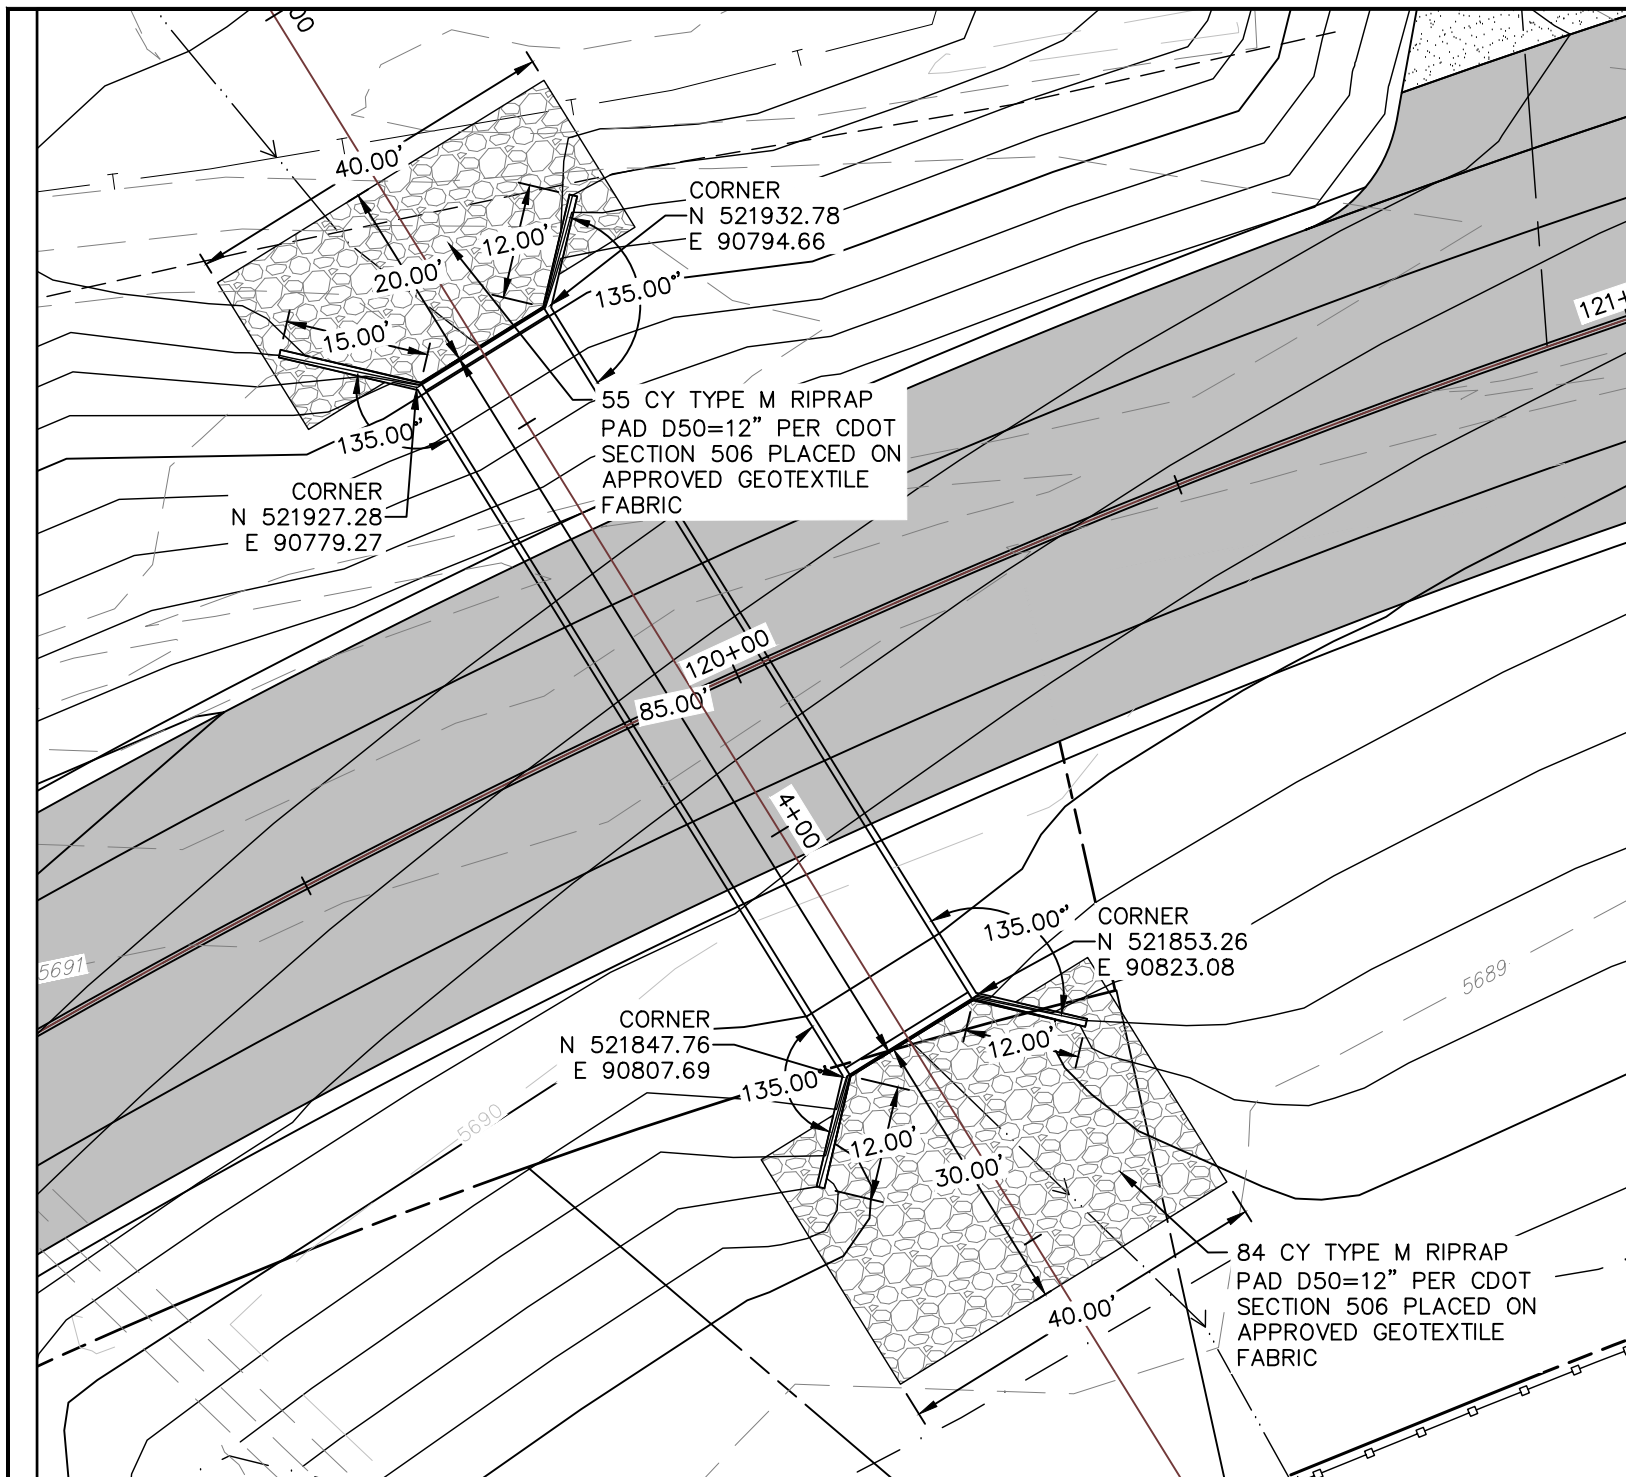 00
T
T
T
T
40.00'
CORNER
N 521932.78
E 90794.66
12.00'
20.00'
135.00°
15.00'
121+
55 CY TYPE M RIPRAP
PAD D50=12" PER CDOT
SECTION 506 PLACED ON
APPROVED GEOTEXTILE
FABRIC
135.00°
CORNER
N 521927.28
E 90779.27
120+00
85.00'
4+00
135.00°
CORNER
N 521853.26
E 90823.08
5691
5689
CORNER
N 521847.76
E 90807.69
12.00'
135.00°
5690
12.00'
30.00'
84 CY TYPE M RIPRAP
PAD D50=12" PER CDOT
SECTION 506 PLACED ON
APPROVED GEOTEXTILE
FABRIC
40.00'